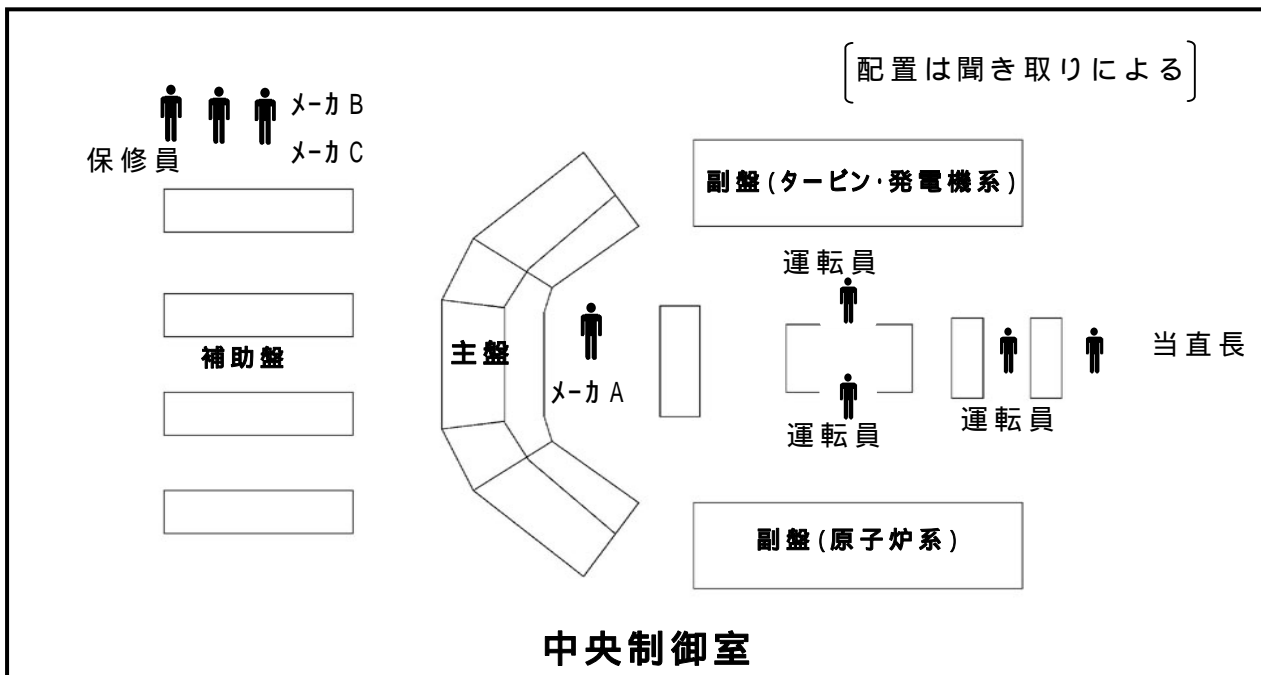 配置は聞き取りによる
ﾒｰｶ B
保修員
ﾒｰｶ C
副盤(タービン・発電機系)
運転員
補助盤
主盤
ﾒｰｶ A
当直長
運転員
運転員
副盤(原子炉系)
中央制御室